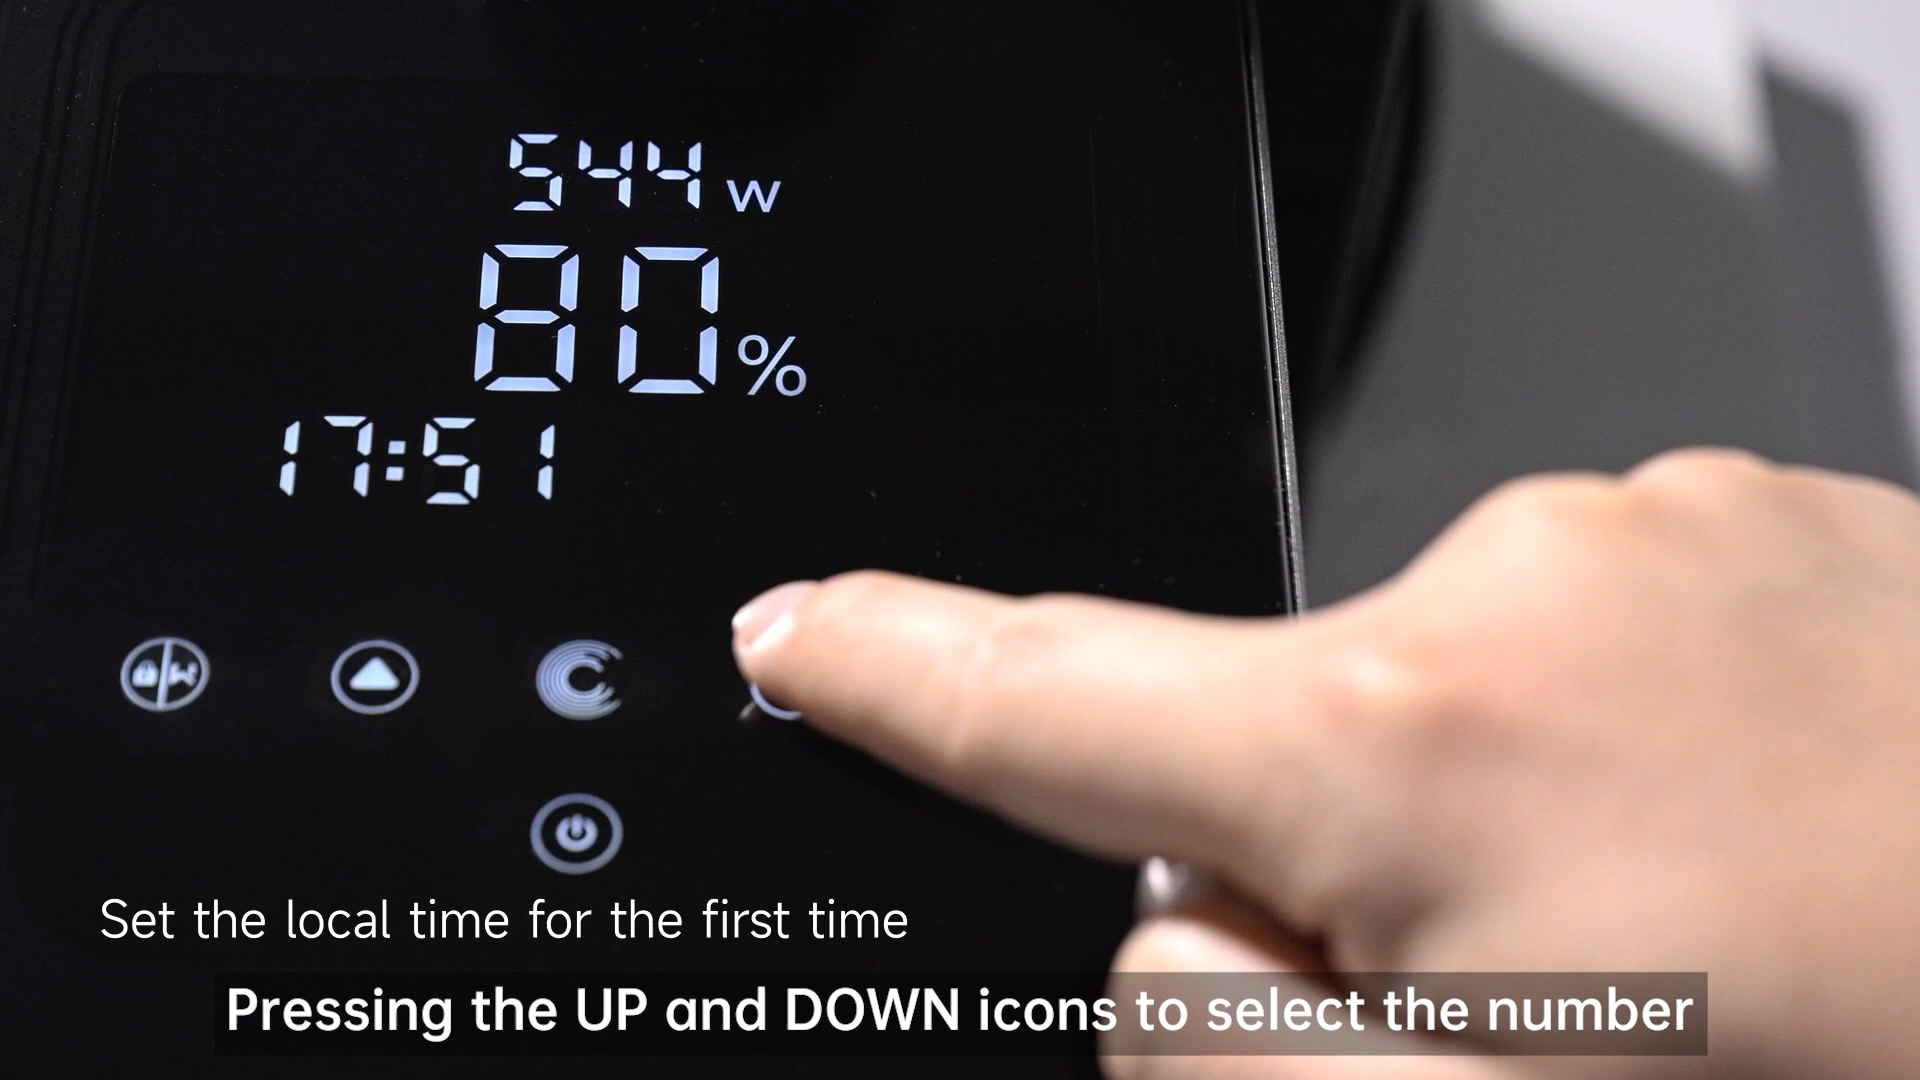 544 w
80 %
17:51
Set the local time for the first time
Pressing the UP and DOWN icons to select the number